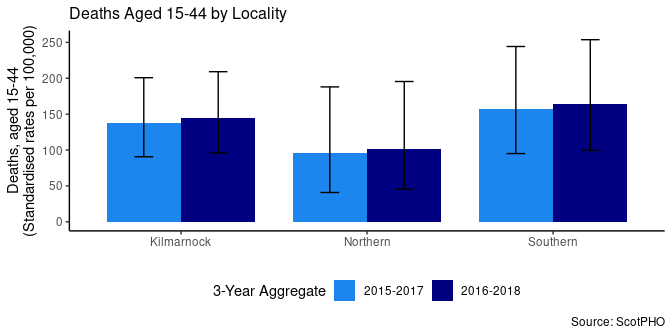 Deaths Aged 15-44 by Locality
Deaths, aged 15-44
(Standardised rates per 100,000)
250
200
150
100
50
0
Kilmarnock
Northern
Southern
3-Year Aggregate
2015-2017
2016-2018
Source: ScotPHO